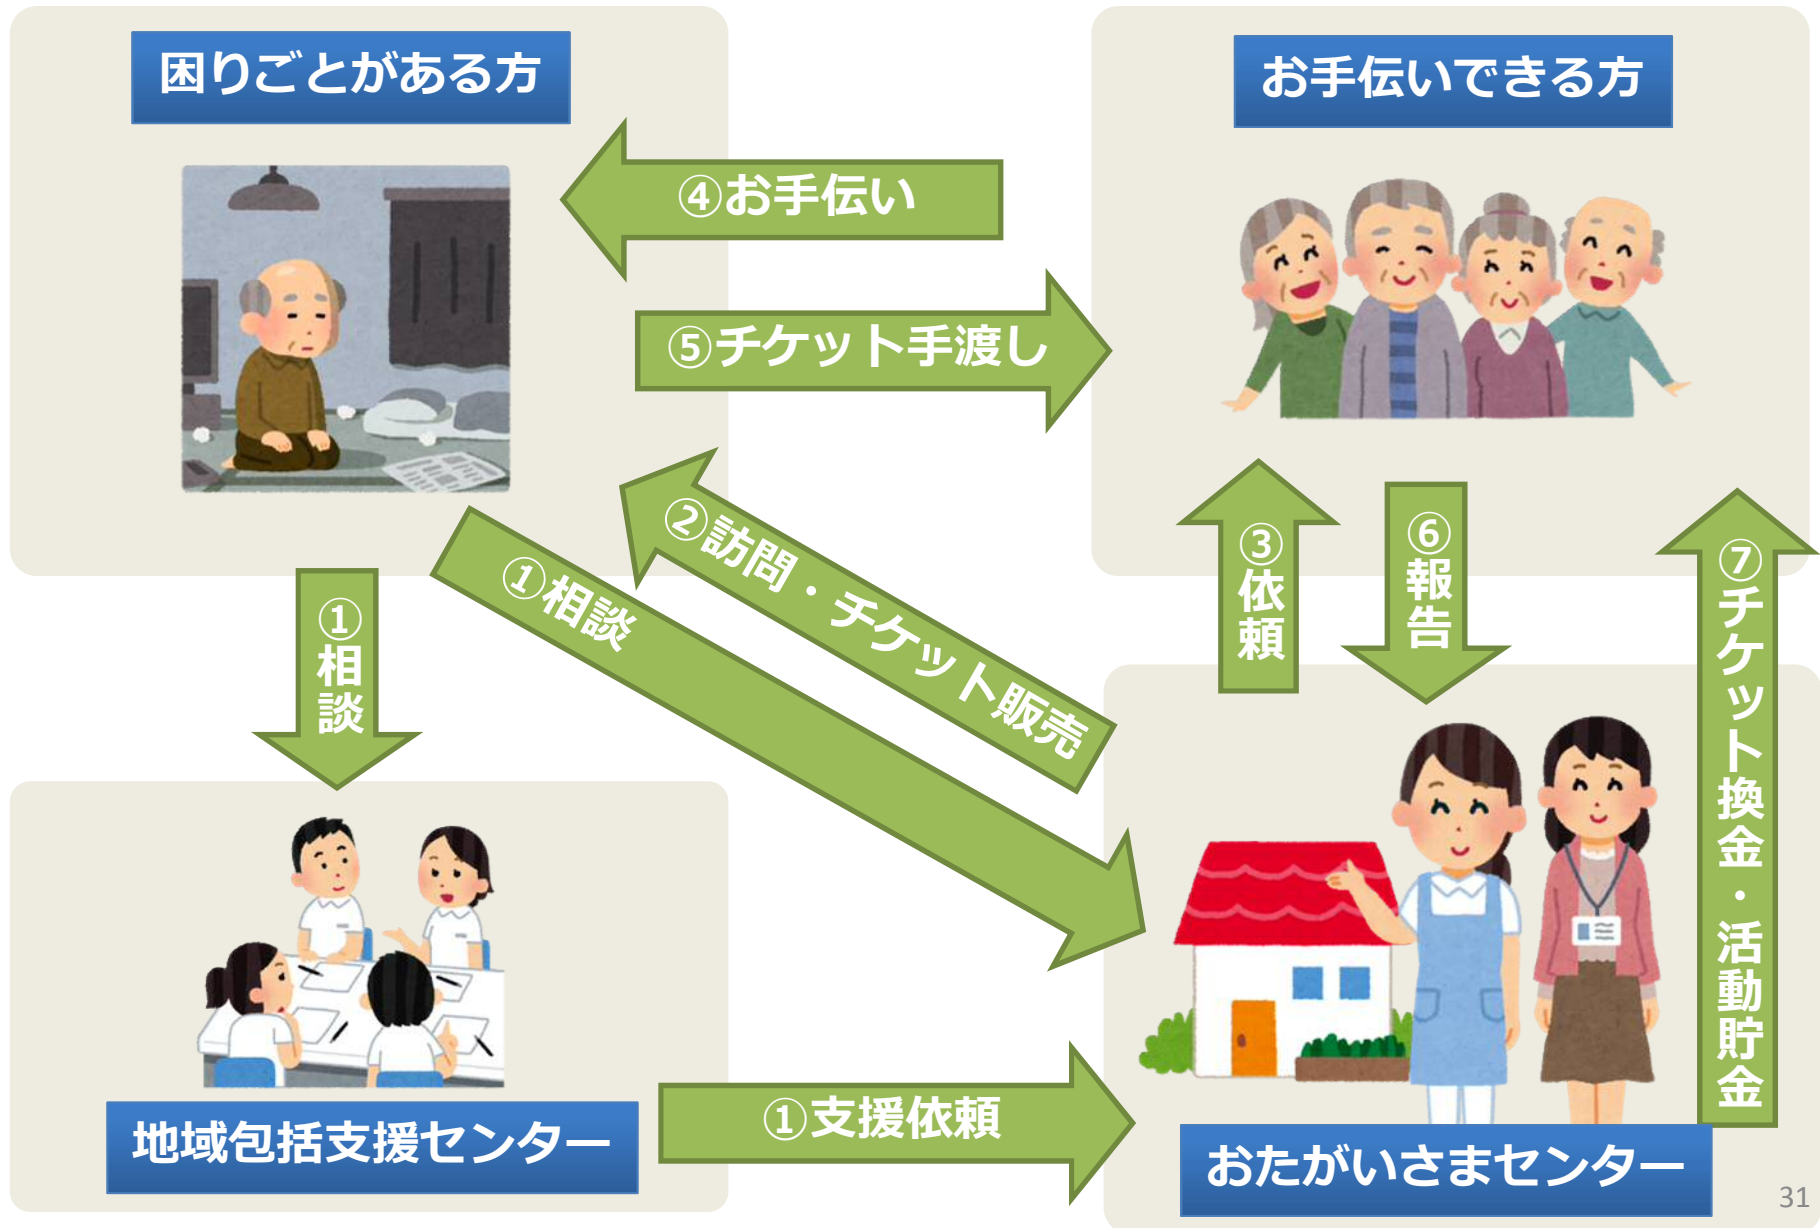 困りごとがある方
お手伝いできる方
④お手伝い
⑤チケット手渡し
②訪問・チケット販売
①相談
①相談
③依頼
⑥報告
⑦チケット換金・活動貯金
①支援依頼
地域包括支援センター
おたがいさまセンター
31